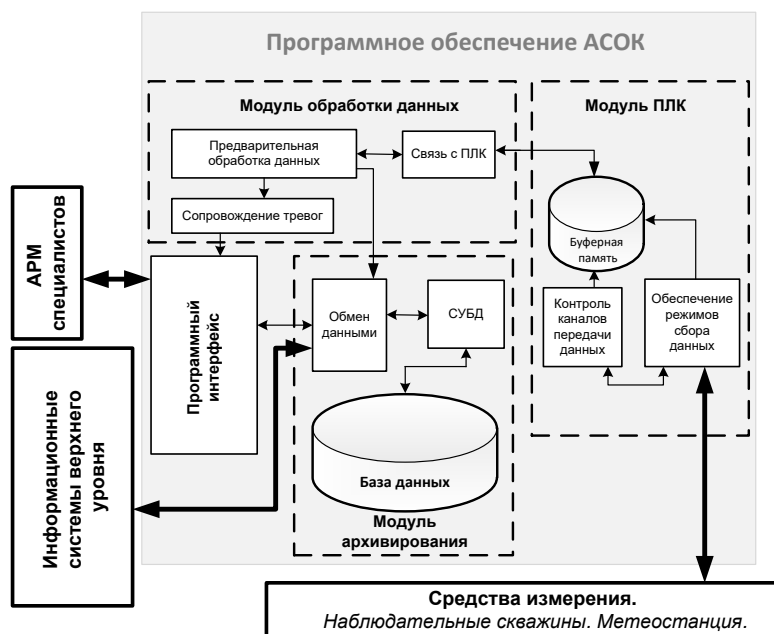 Программное обеспечение АСОК
Модуль обработки данных
Модуль ПЛК
Предварительная
обработка данных
Связь с ПЛК
Сопровождение тревог
Буферная
память
АРМ
специалистов
Программный
интерфейс
Обмен
данными
СУБД
Контроль
каналов
передачи
данных
Обеспечение
режимов
сбора
данных
Информационные
системы верхнего
уровня
База данных
Модуль
архивирования
Средства измерения.
Наблюдательные скважины. Метеостанция.